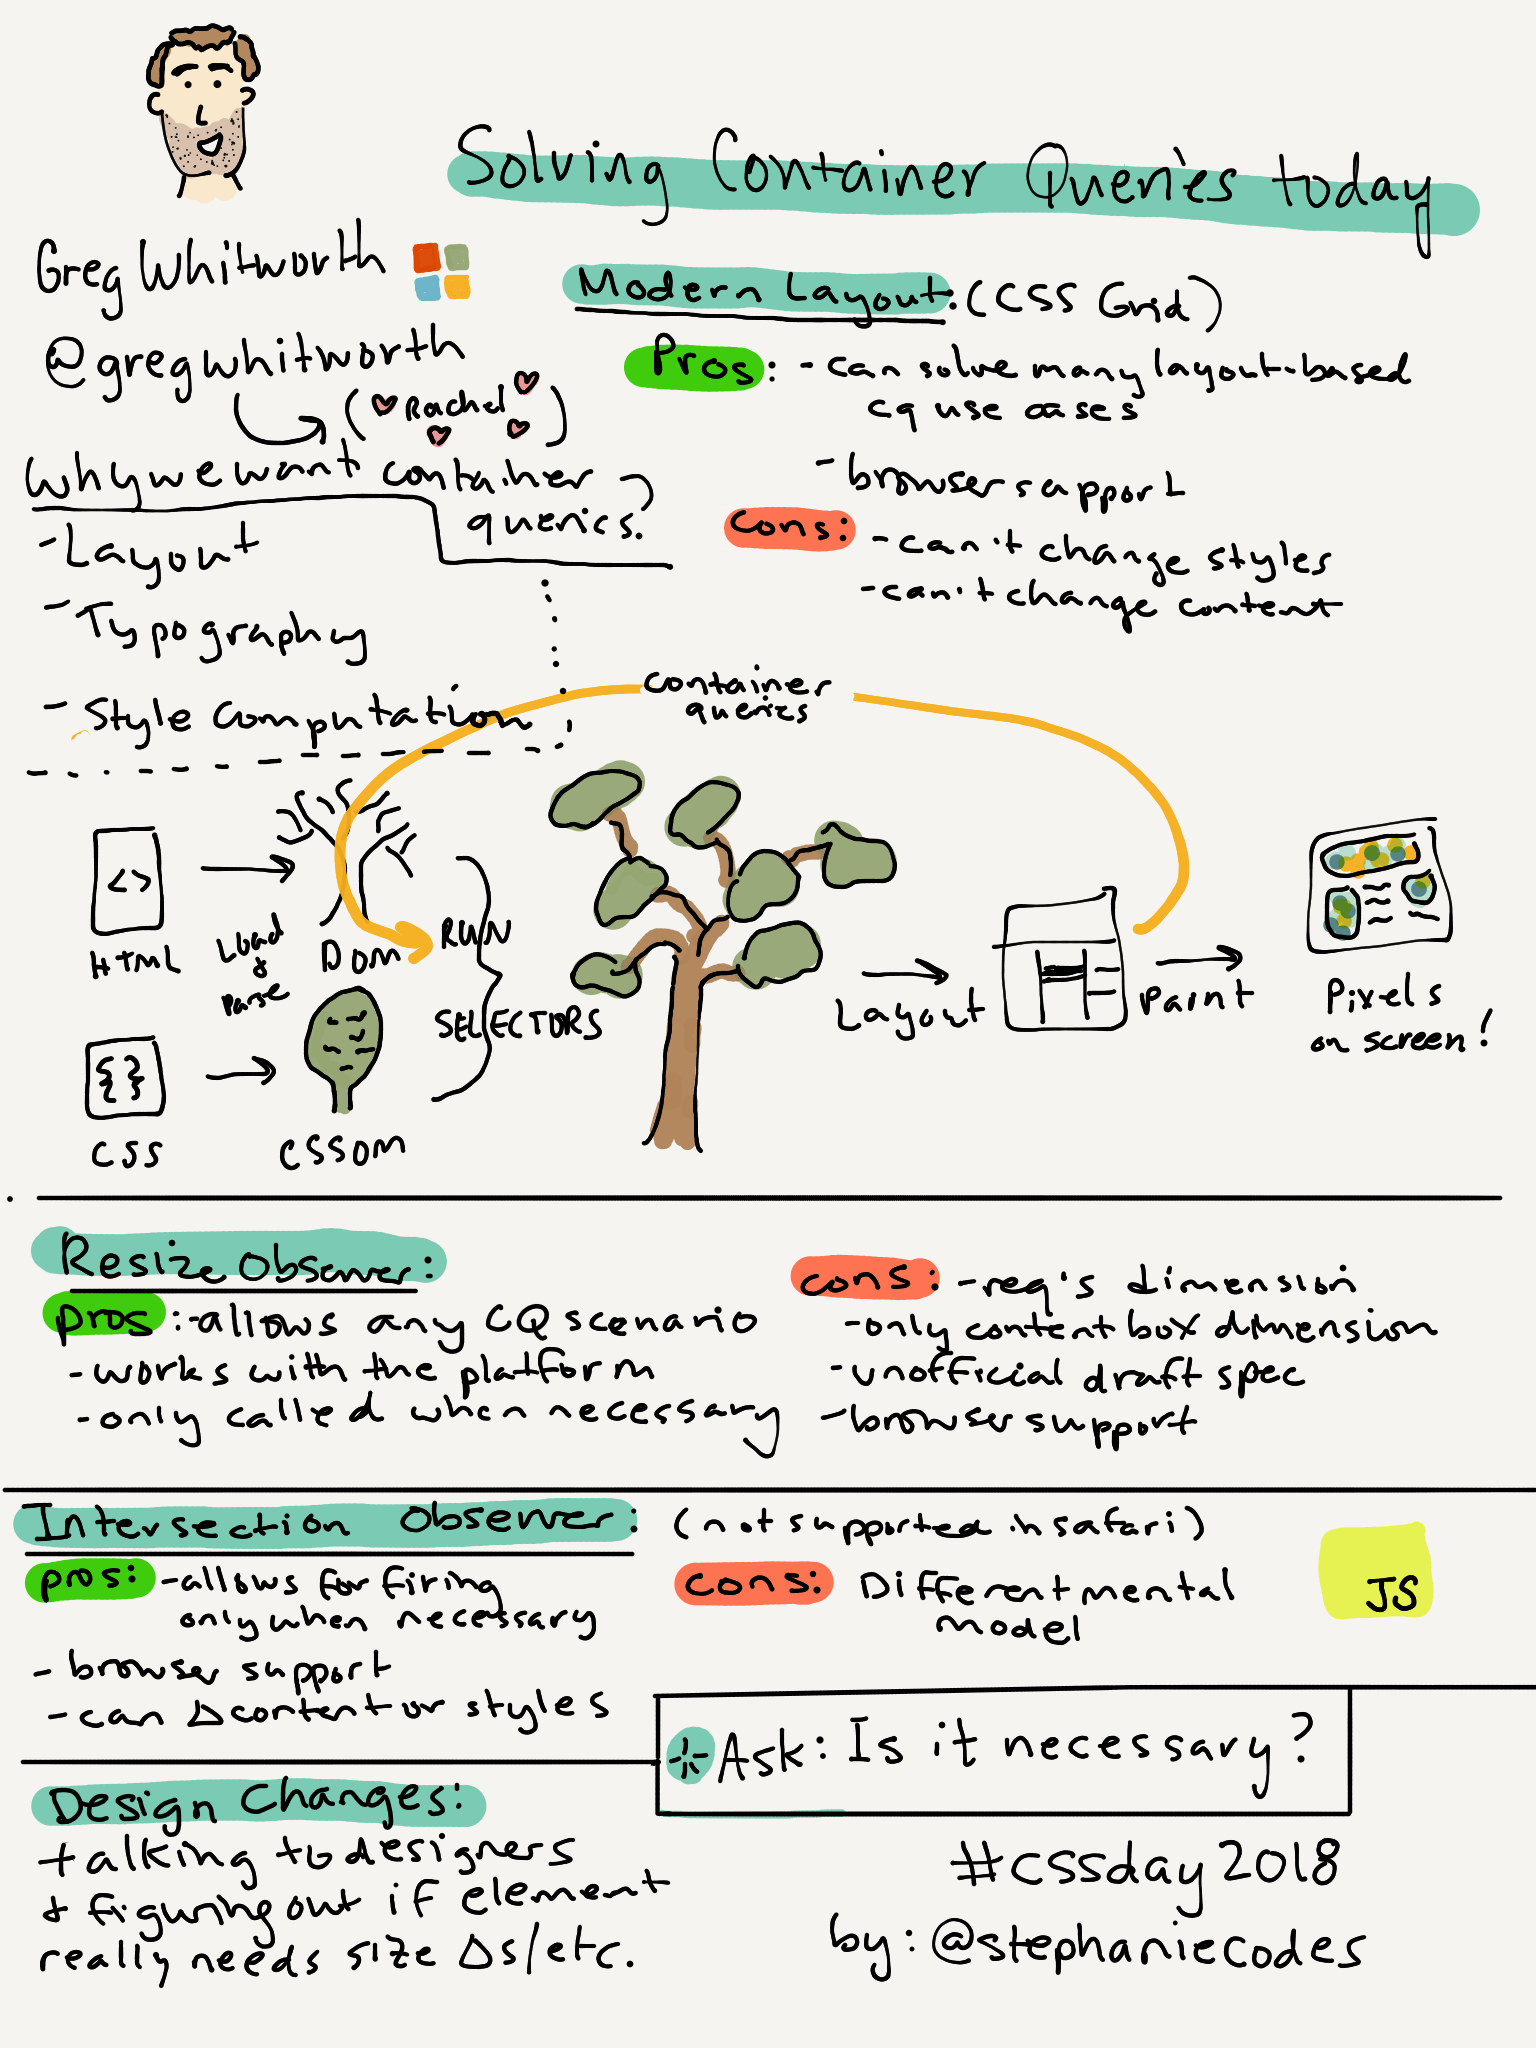 Solving Container Queries today
Greg Whitworth
@gregwhitworth
(Rachel)
Why we want container
queries?
- Layout
- Typography
- Style Computation
Modern Layout: (CSS Grid)
Pros: - can solve many layout-based
cq use cases
- browser support
Cons: - can't change styles
- can't change content
container
queries
< >
HTML
Load
&
Parse
DOM
{ }
CSS
CSSOM
RUN
SELECTORS
Layout
Paint
Pixels
on screen!
Resize Observer:
pros: - allows any CQ scenario
- works with the platform
- only called when necessary
cons: - req's dimension
- only content box dimension
- unofficial draft spec
- browser support
Intersection Observer: (not supported in safari)
pros: - allows for firing
only when necessary
- browser support
- can Δ content or styles
cons: Different mental
model
JS
Ask: Is it necessary?
Design Changes:
talking to designers
& figuring out if element
really needs size Δs/etc.
#cssday2018
by: @stephaniecodes